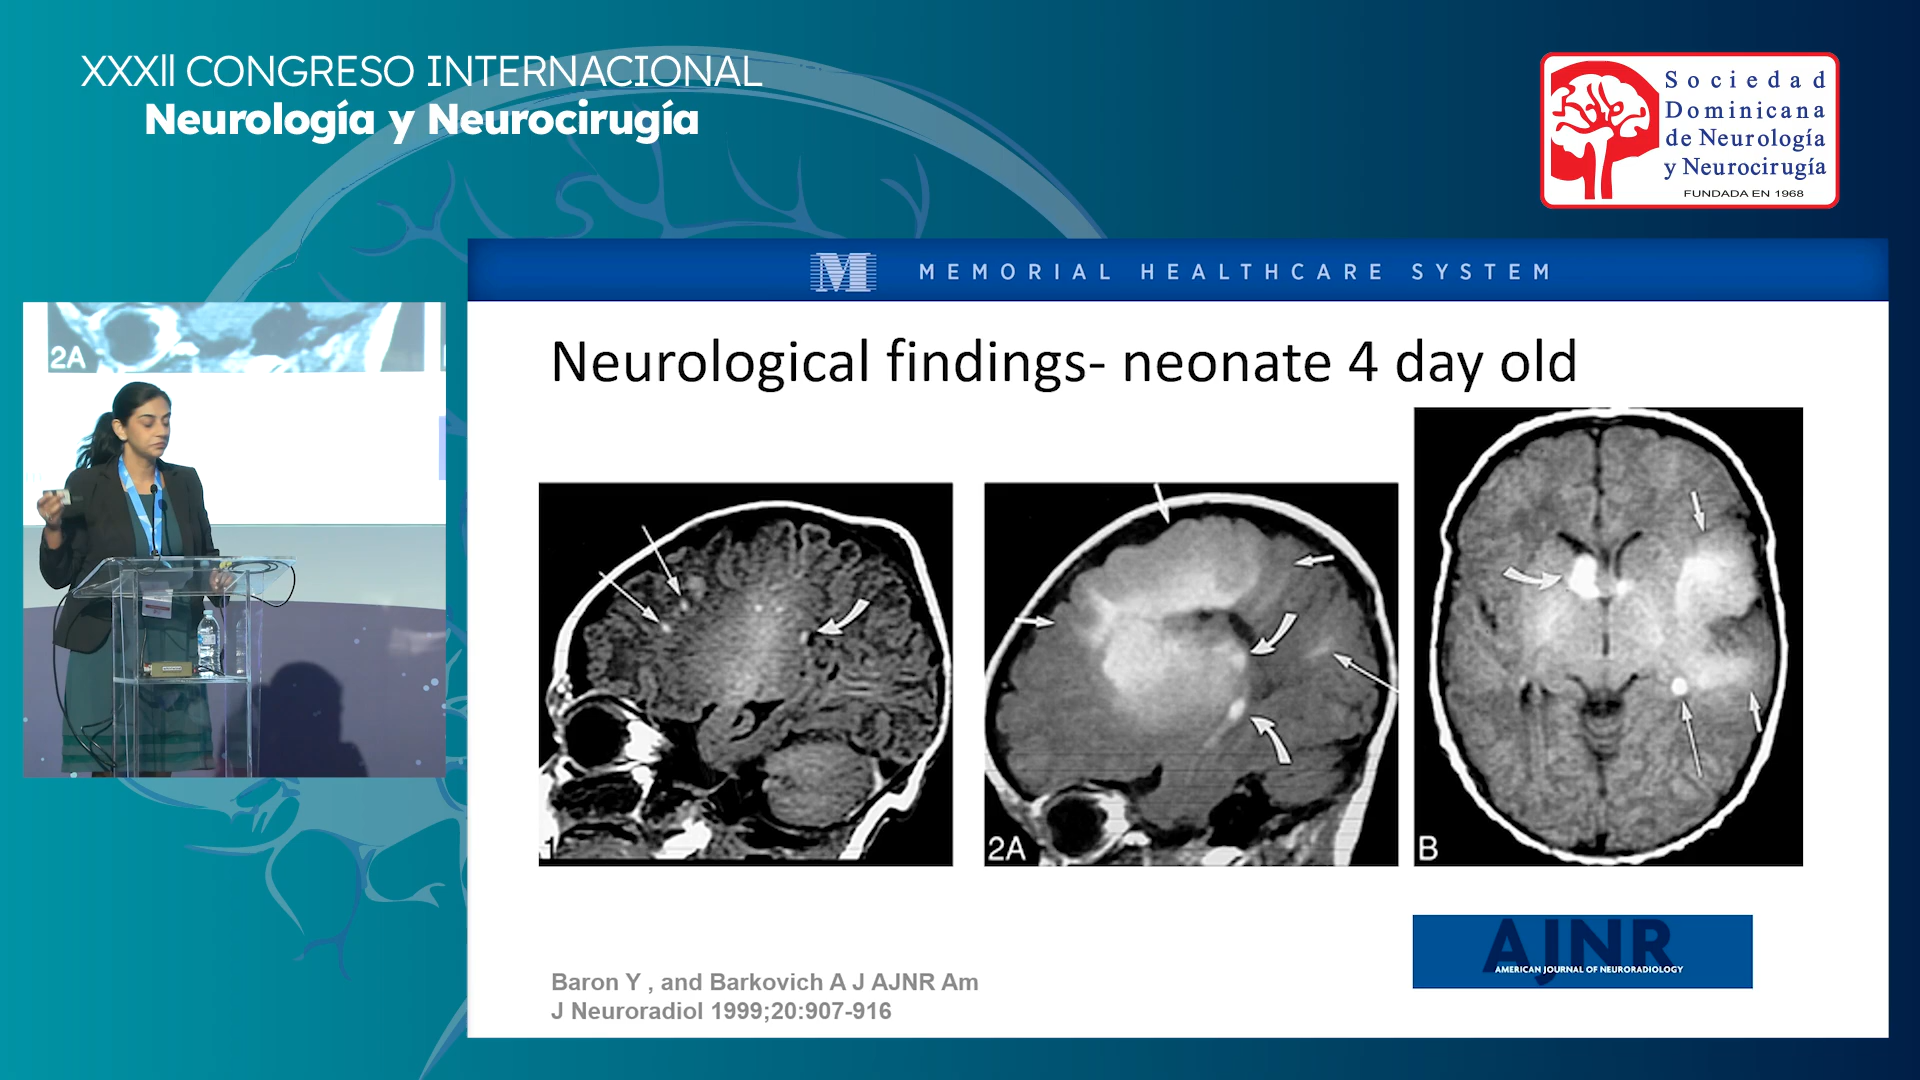 XXXII CONGRESO INTERNACIONAL
Neurología y Neurocirugía
Sociedad
Dominicana
de Neurología
y Neurocirugía
FUNDADA EN 1968
M MEMORIAL HEALTHCARE SYSTEM
Neurological findings- neonate 4 day old
2A
1
2A
B
AJNR
AMERICAN JOURNAL OF NEURORADIOLOGY
Baron Y , and Barkovich A J AJNR Am
J Neuroradiol 1999;20:907-916